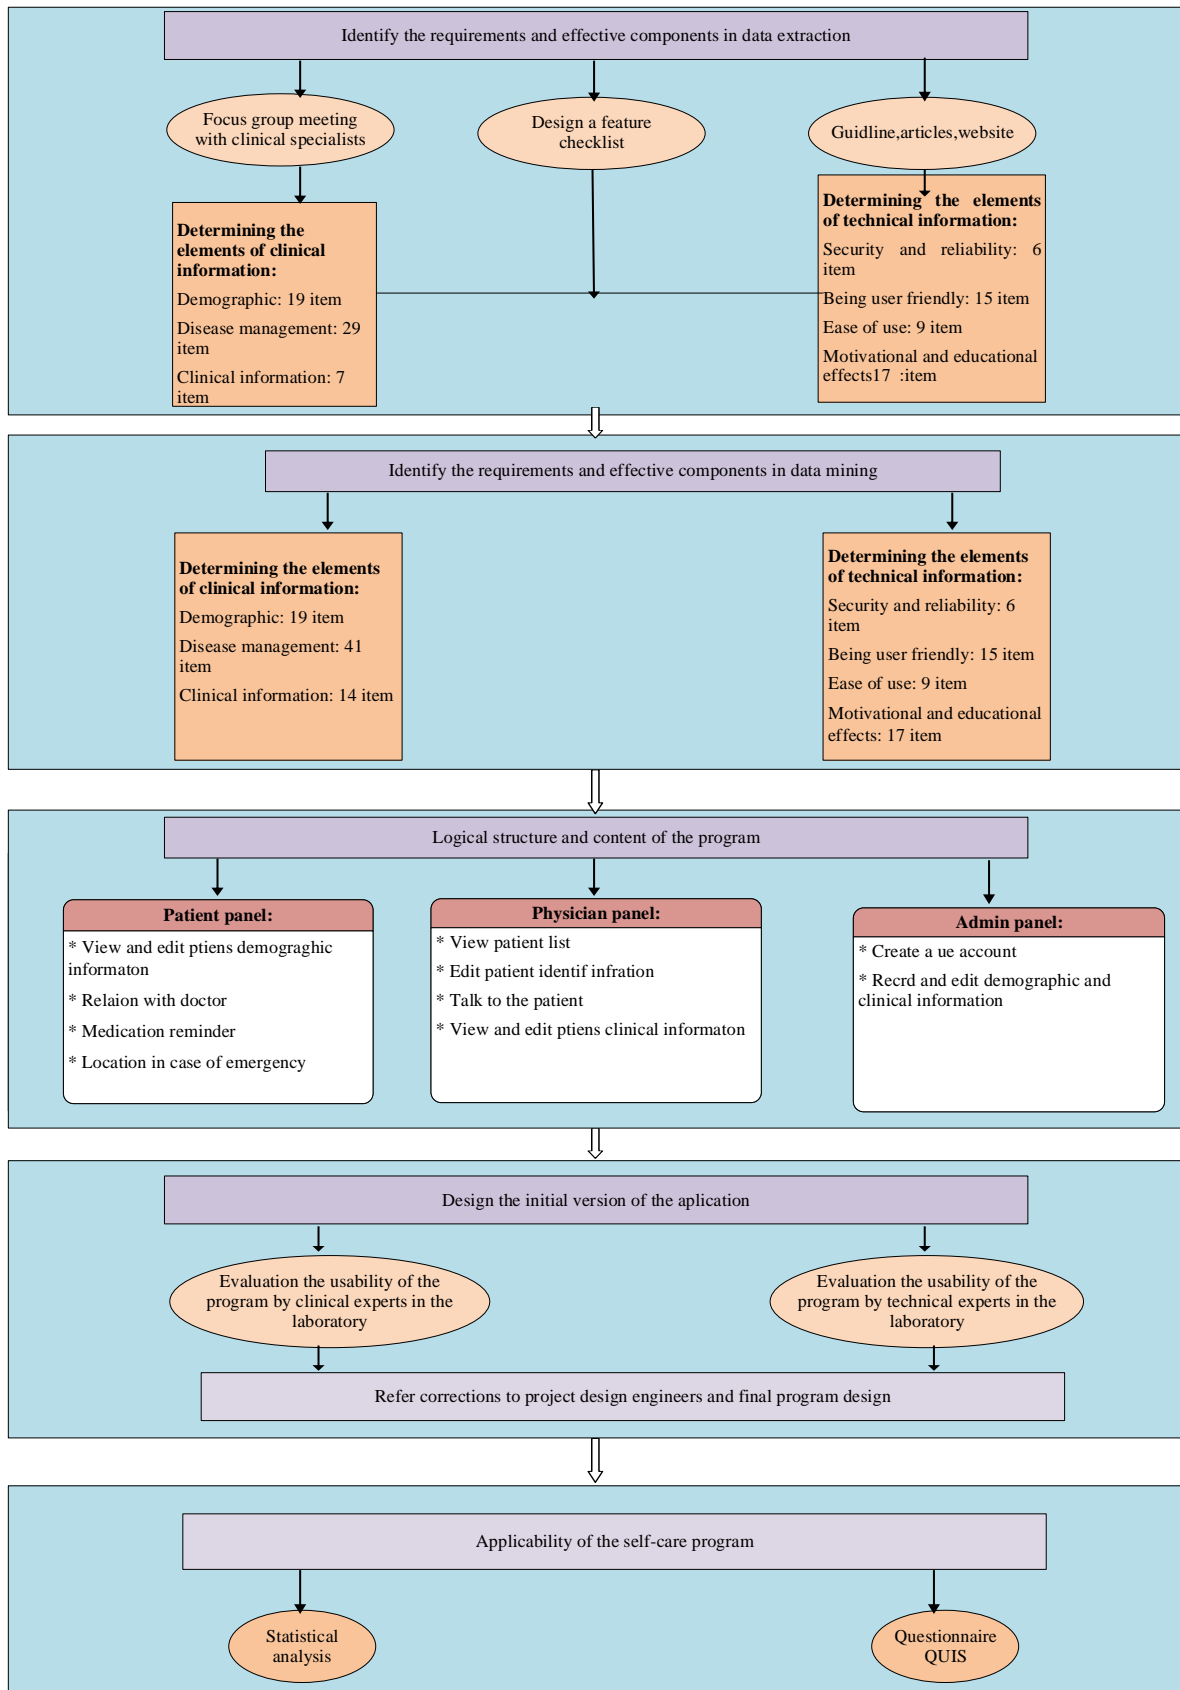 Identify the requirements and effective components in data extraction
Focus group meeting
with clinical specialists
Design a feature
checklist
Guidline,articles,website
Determining the
elements of clinical
information:
Demographic: 19 item
Disease management: 29
item
Clinical information: 7
item
Determining the elements
of technical information:
Security and reliability: 6
item
Being user friendly: 15 item
Ease of use: 9 item
Motivational and educational
effects17 :item
Identify the requirements and effective components in data mining
Determining the elements
of clinical information:
Demographic: 19 item
Disease management: 41
item
Clinical information: 14 item
Determining the elements
of technical information:
Security and reliability: 6
item
Being user friendly: 15 item
Ease of use: 9 item
Motivational and educational
effects: 17 item
Logical structure and content of the program
Patient panel:
* View and edit ptiens demograghic
informaton
* Relaion with doctor
* Medication reminder
* Location in case of emergency
Physician panel:
* View patient list
* Edit patient identif infration
* Talk to the patient
* View and edit ptiens clinical informaton
Admin panel:
* Create a ue account
* Recrd and edit demographic and
clinical information
Design the initial version of the aplication
Evaluation the usability of the
program by clinical experts in the
laboratory
Evaluation the usability of the
program by technical experts in the
laboratory
Refer corrections to project design engineers and final program design
Applicability of the self-care program
Statistical
analysis
Questionnaire
QUIS